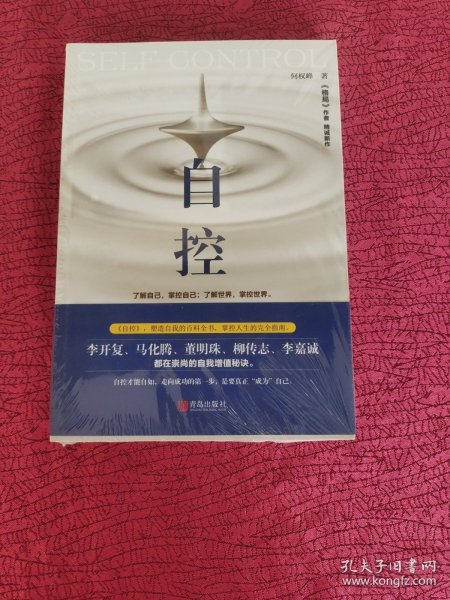 SELF CONTROL
何权峰 著
《格局》作者 精诚新作
自控
了解自己，掌控自己；了解世界，掌控世界。
《自控》，塑造自我的百科全书，掌控人生的完全指南。
李开复、马化腾、董明珠、柳传志、李嘉诚
都在崇尚的自我增值秘诀。
自控才能自如，走向成功的第一步，是要真正“成为”自己。
青岛出版社
孔夫子旧书网
www.kongfz.com